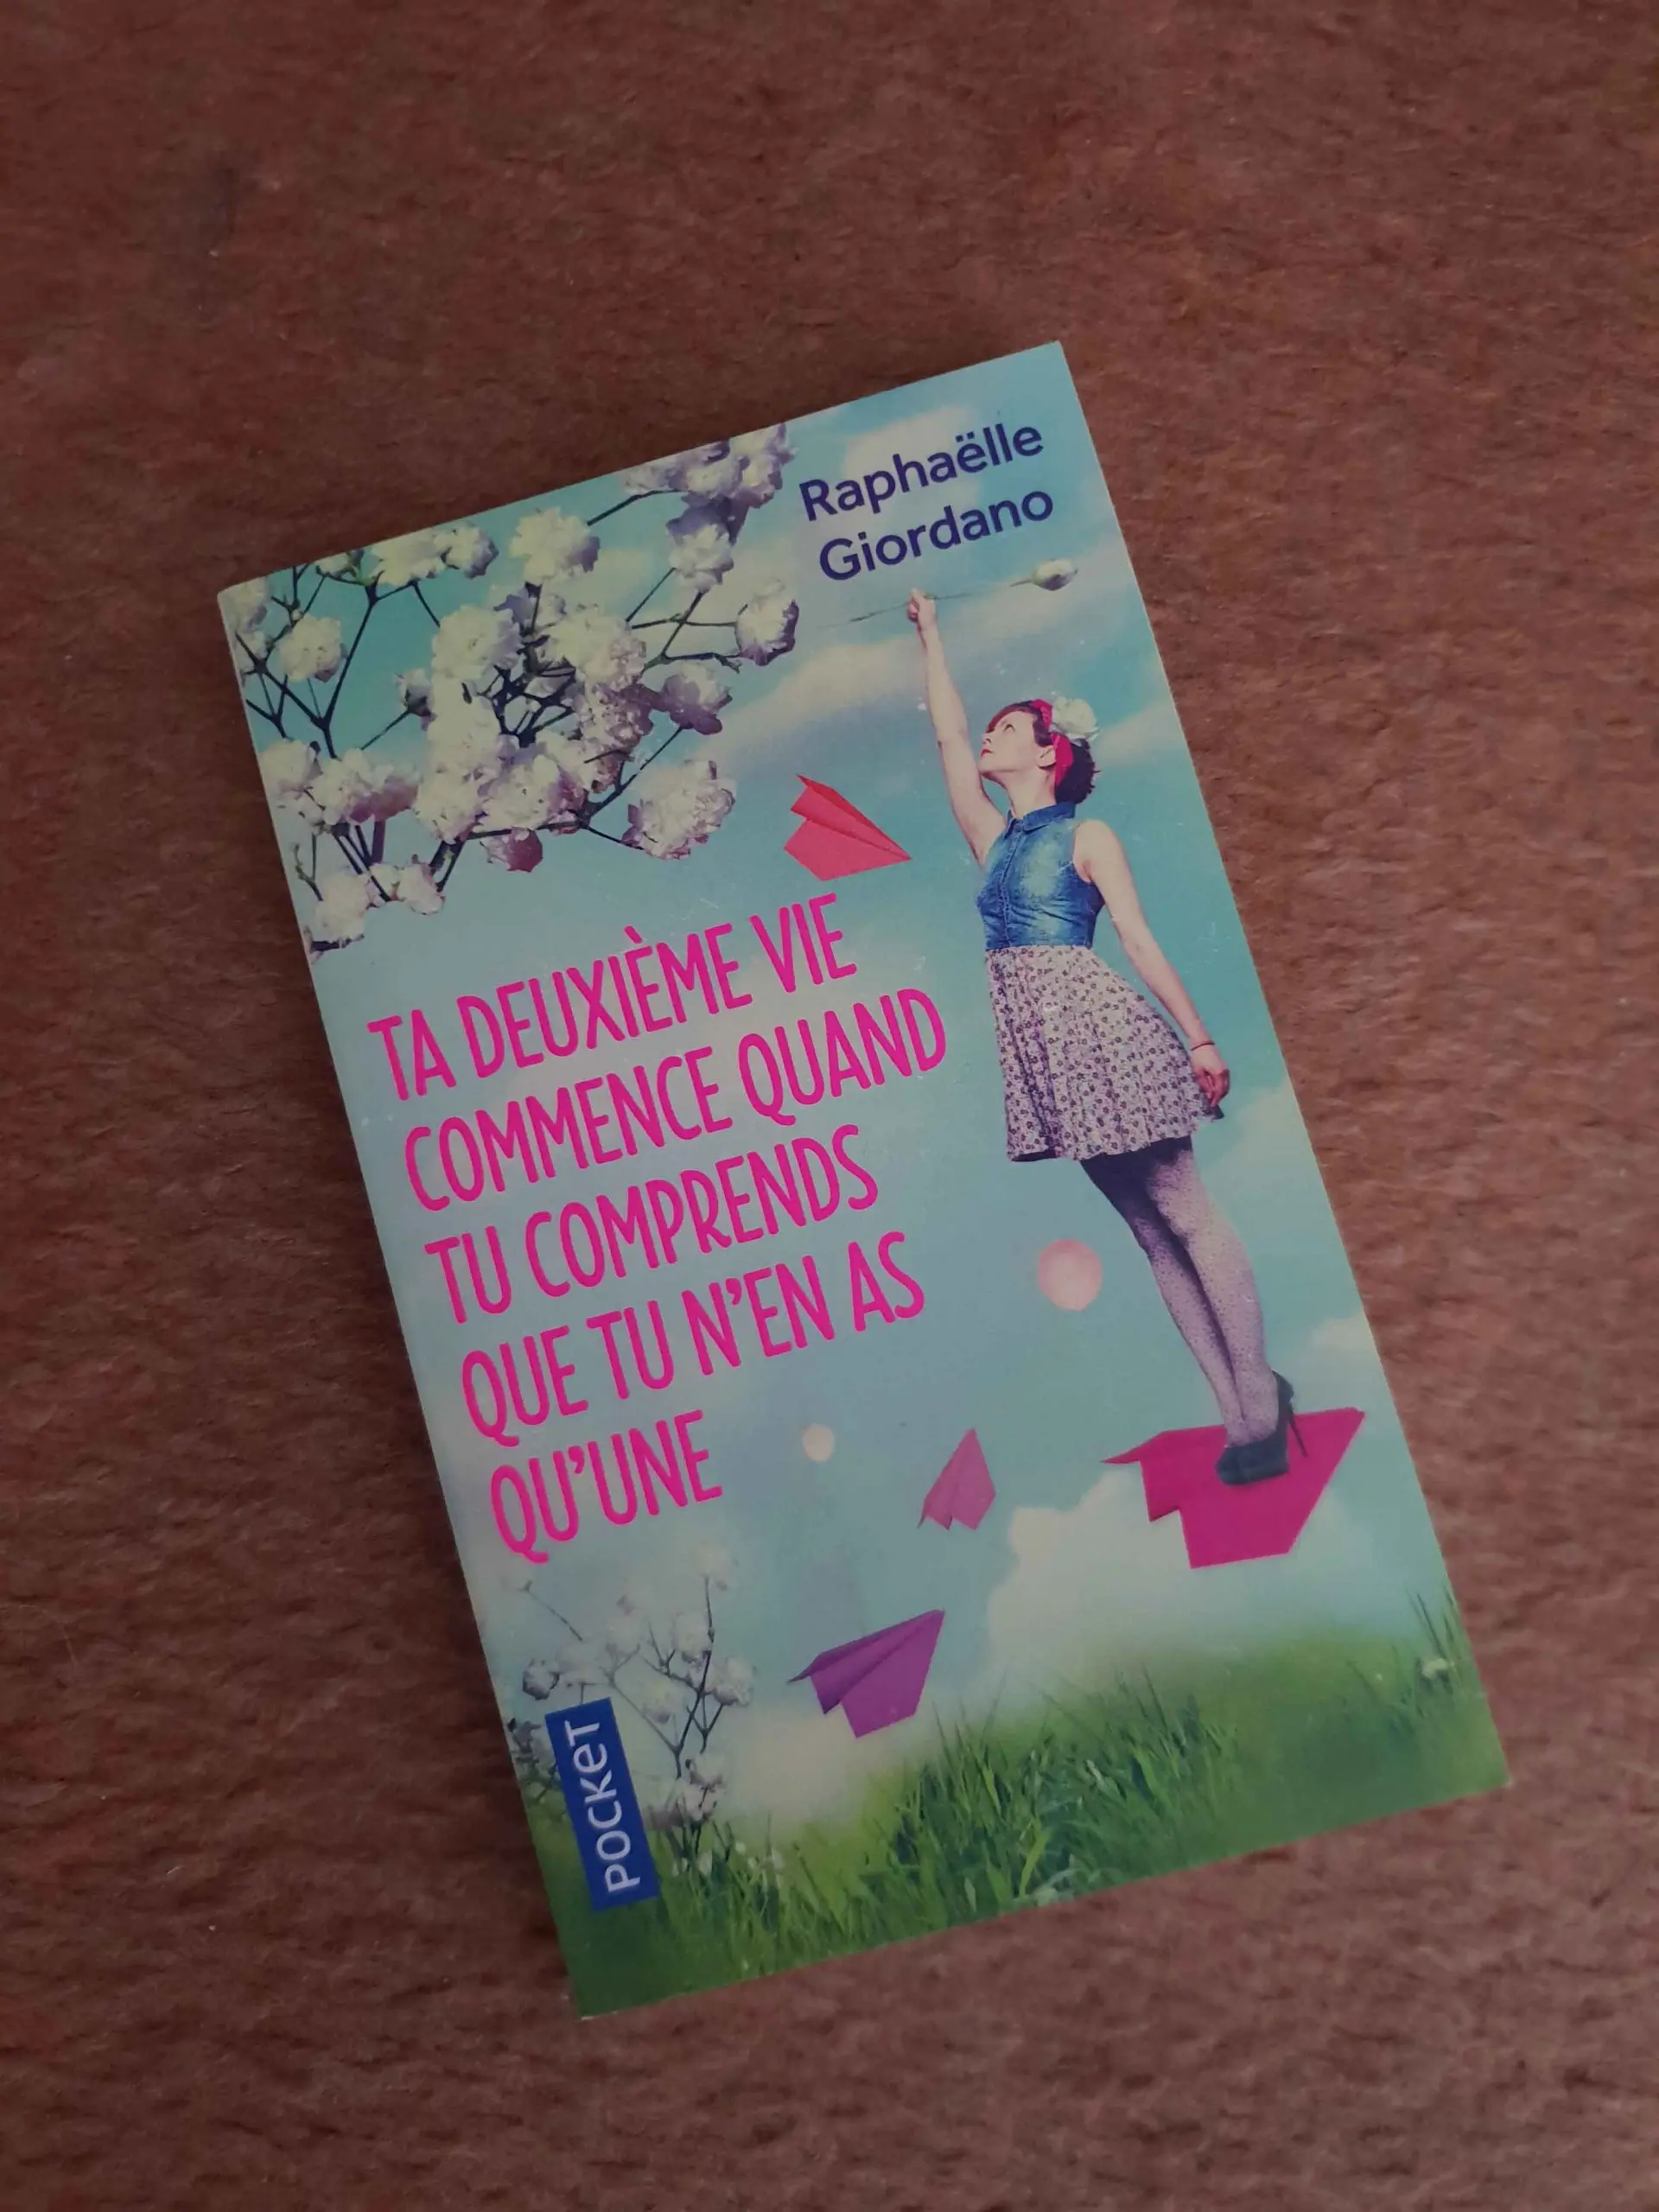 Raphaëlle
Giordano
TA DEUXIÈME VIE
COMMENCE QUAND
TU COMPRENDS
QUE TU N'EN AS
QU'UNE
POCKET